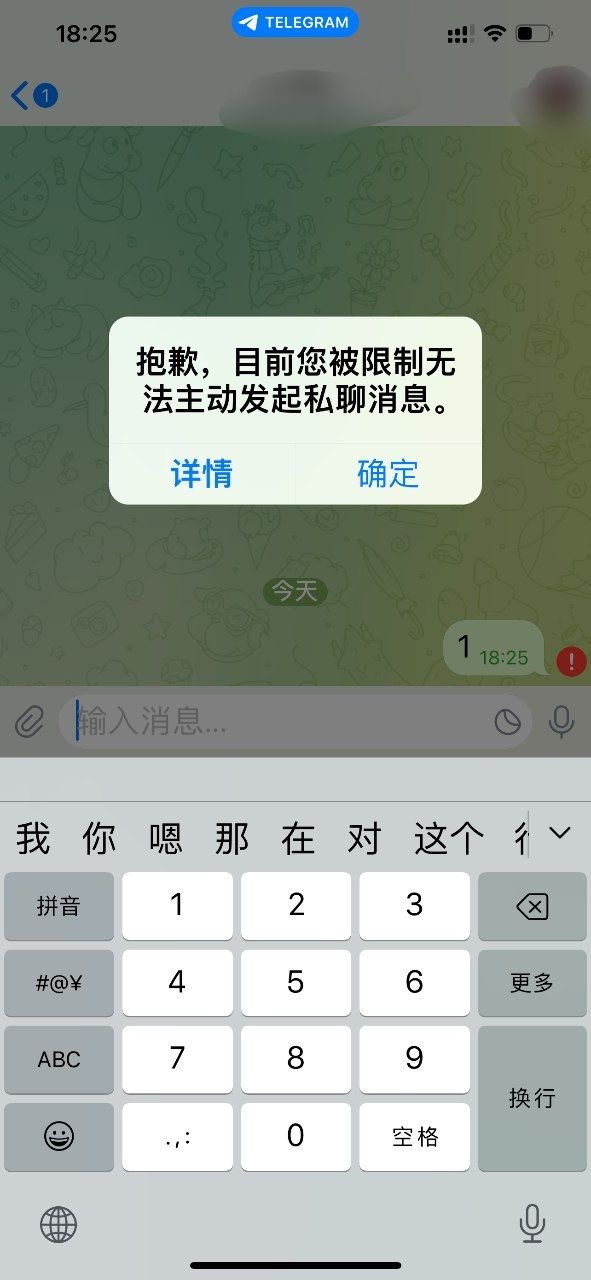 18:25
TELEGRAM
1
抱歉，目前您被限制无
法主动发起私聊消息。
详情
确定
今天
1 18:25
!
输入消息...
我 你 嗯 那 在 对 这个
拼音 1 2 3
#@¥ 4 5 6 更多
ABC 7 8 9
换行
.,: 0 空格